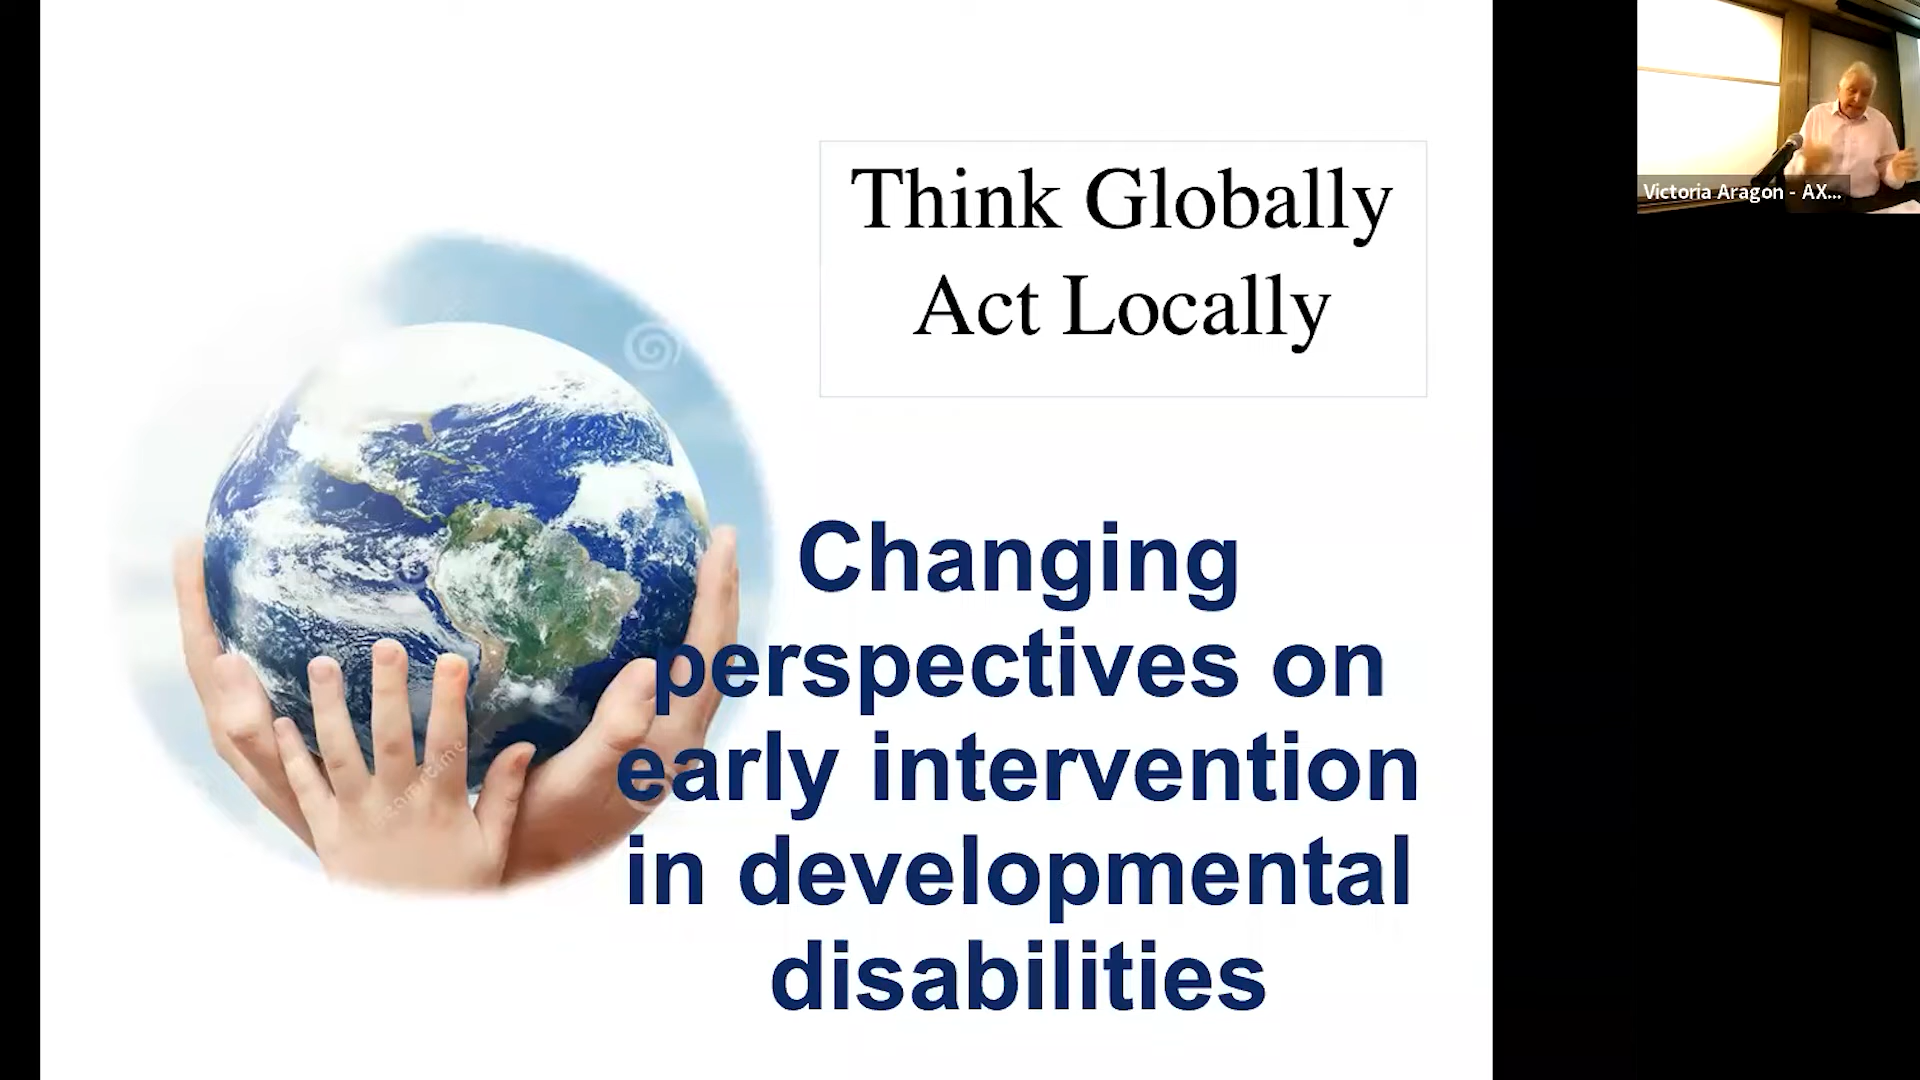 Think Globally
Act Locally
Changing
perspectives on
early intervention
in developmental
disabilities
Victoria Aragon - AX...